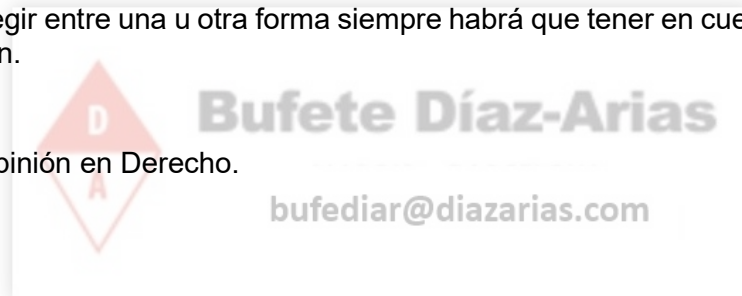 egir entre una u otra forma siempre habrá que tener en cue
n.
D
Bufete Díaz-Arias
pinión en Derecho.
A
bufediar@diazarias.com